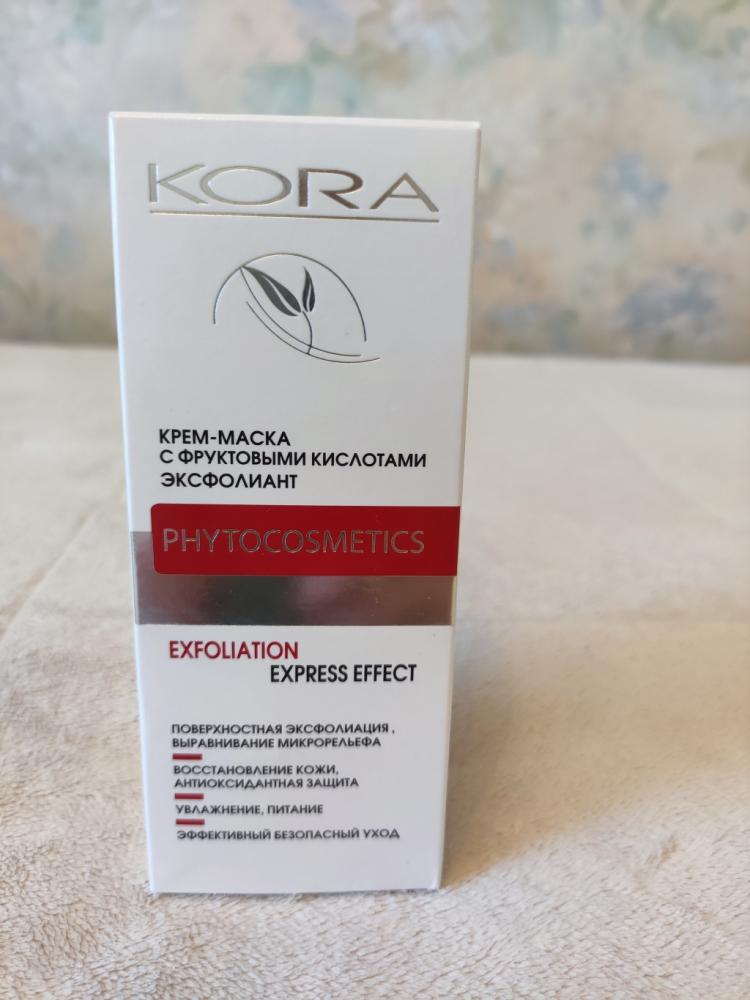 KORA
КРЕМ-МАСКА
С ФРУКТОВЫМИ КИСЛОТАМИ
ЭКСФОЛИАНТ
PHYTOCOSMETICS
EXFOLIATION
EXPRESS EFFECT
ПОВЕРХНОСТНАЯ ЭКСФОЛИАЦИЯ ,
ВЫРАВНИВАНИЕ МИКРОРЕЛЬЕФА
ВОССТАНОВЛЕНИЕ КОЖИ,
АНТИОКСИДАНТНАЯ ЗАЩИТА
УВЛАЖНЕНИЕ, ПИТАНИЕ
ЭФФЕКТИВНЫЙ БЕЗОПАСНЫЙ УХОД